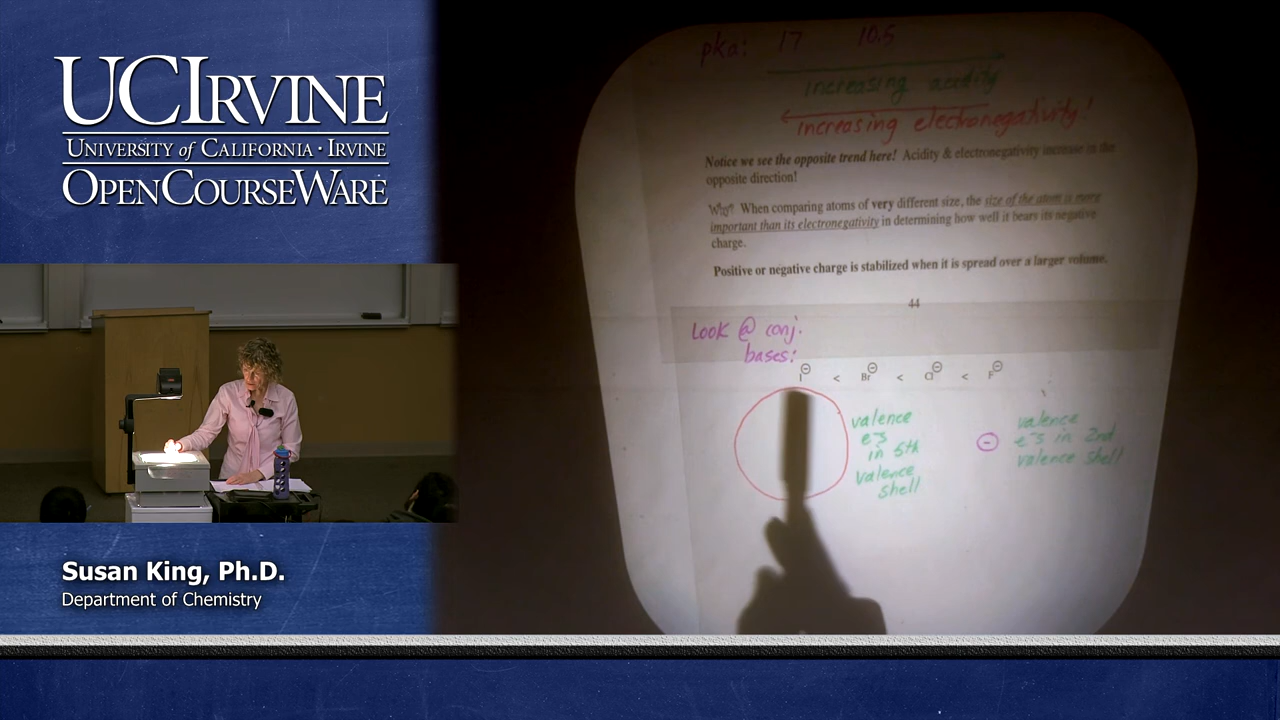 UCIRVINE
UNIVERSITY of CALIFORNIA · IRVINE
OPENCOURSEWARE
Susan King, Ph.D.
Department of Chemistry
pka: 17 10.5
increasing acidity
increasing electronegativity!
Notice we see the opposite trend here! Acidity & electronegativity increase in the
opposite direction!
Why? When comparing atoms of very different size, the size of the atom is more
important than its electronegativity in determining how well it bears its negative
charge.
Positive or negative charge is stabilized when it is spread over a larger volume.
44
Look @ conj.
bases:
I⊖ < Br⊖ < Cl⊖ < F⊖
valence
e⁻s
in 5th
valence
shell
⊖
valence
e⁻s in 2nd
valence shell